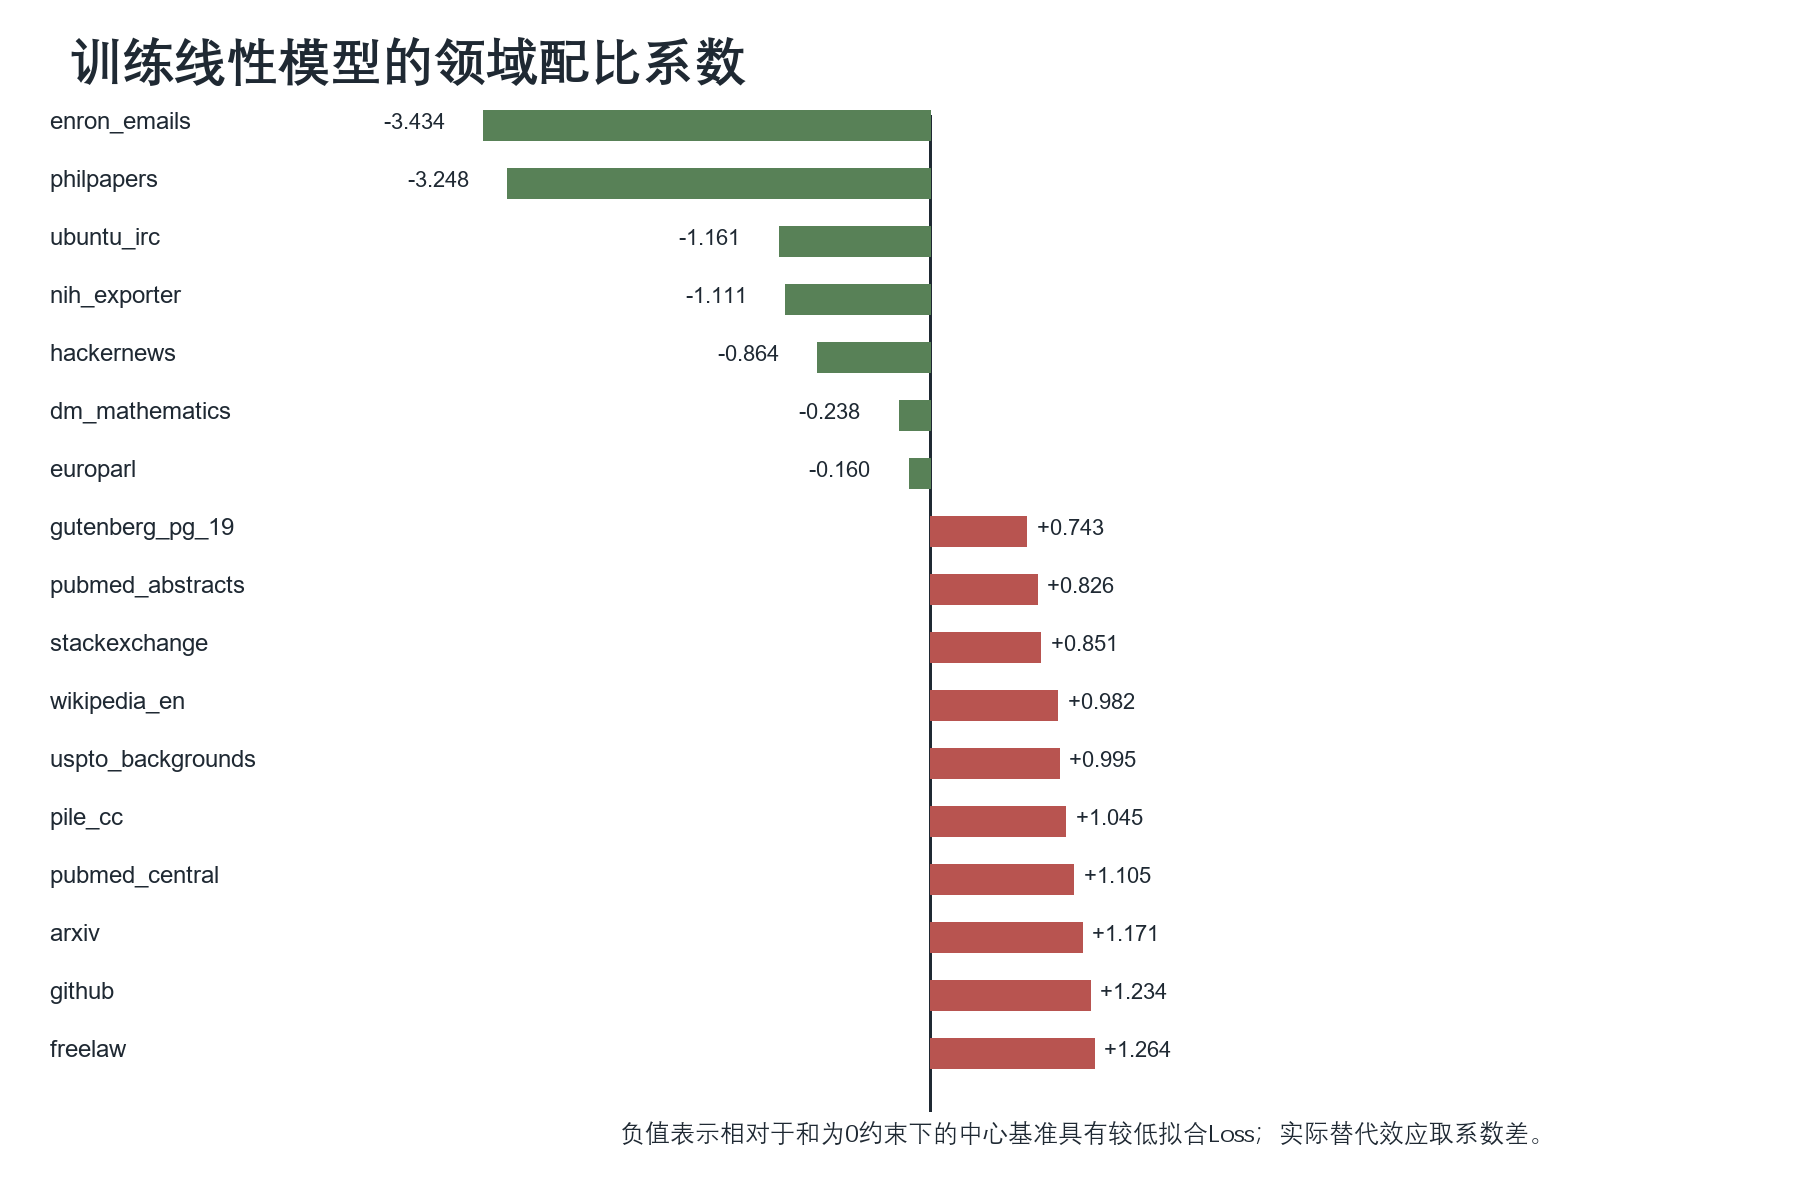 训练线性模型的领域配比系数
enron_emails -3.434
philpapers -3.248
ubuntu_irc -1.161
nih_exporter -1.111
hackernews -0.864
dm_mathematics -0.238
europarl -0.160
gutenberg_pg_19 +0.743
pubmed_abstracts +0.826
stackexchange +0.851
wikipedia_en +0.982
uspto_backgrounds +0.995
pile_cc +1.045
pubmed_central +1.105
arxiv +1.171
github +1.234
freelaw +1.264
负值表示相对于和为0约束下的中心基准具有较低拟合Loss；实际替代效应取系数差。